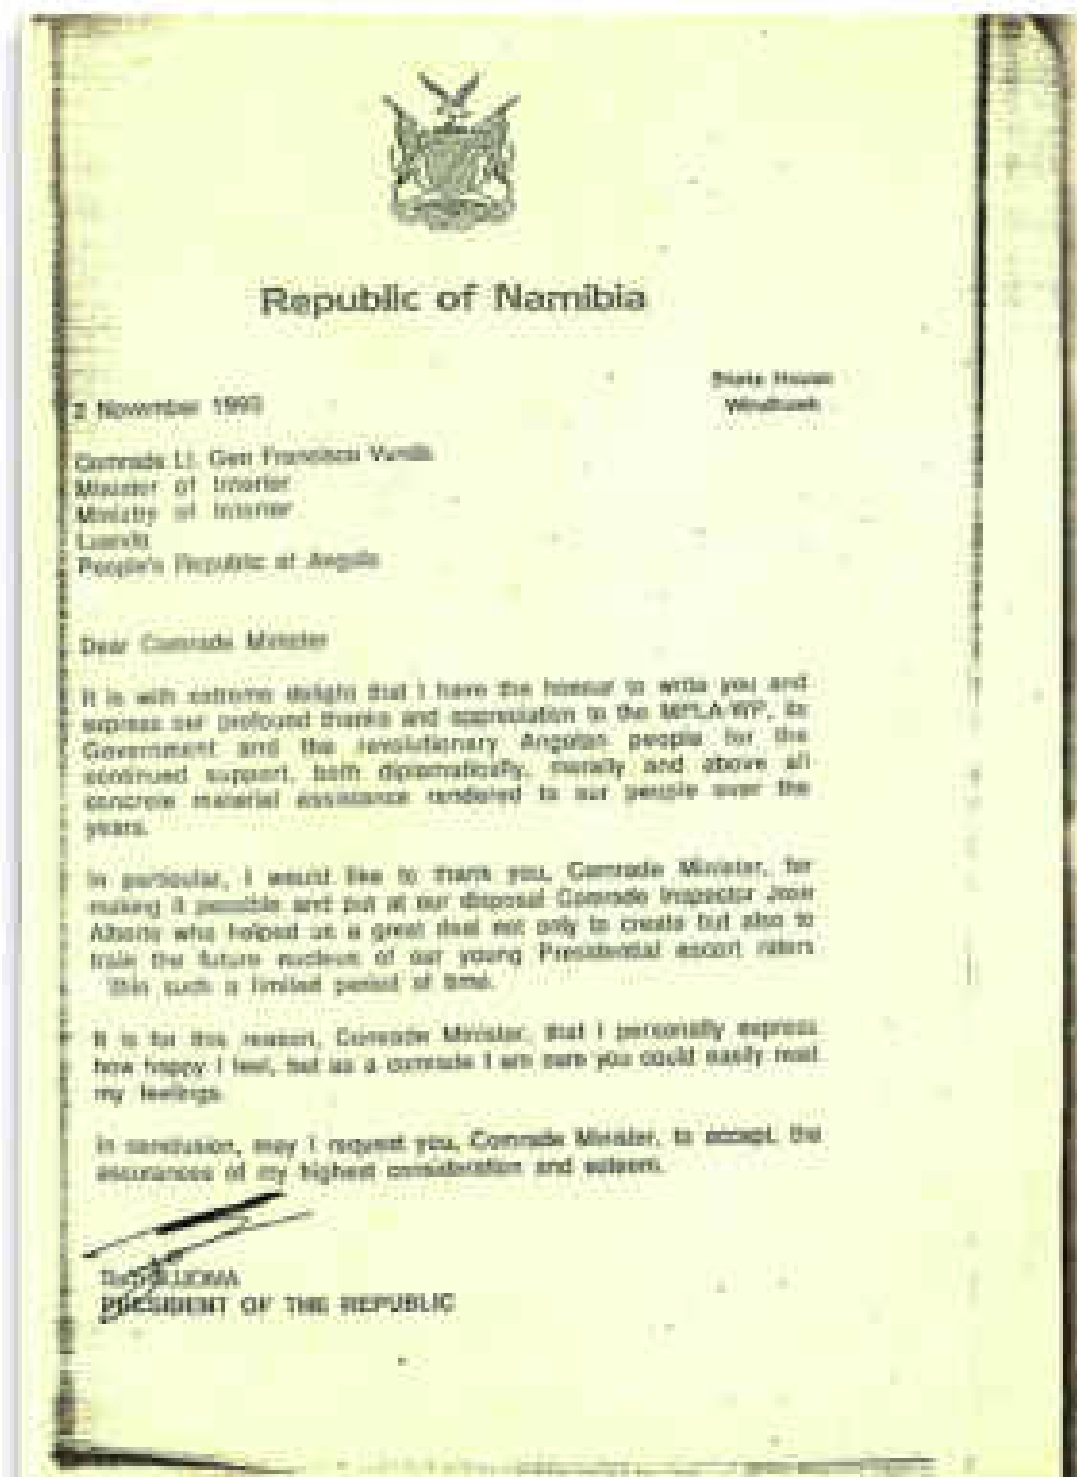 Republic of Namibia
State House
Windhoek
2 November
Comrade Lt. Gen Francisco
Minister of Interior
Ministry of Interior
Luanda
People's Republic of Angola
Dear Comrade Minister
It is with extreme delight that I have the honour to write you and
express our profound thanks and appreciation to the MPLA-WP, its
Government and the revolutionary Angolan people for the
continued support, both diplomatically, morally and above all
concrete material assistance rendered to our people over the
years.
In particular, I would like to thank you, Comrade Minister, for
making it possible and put at our disposal Comrade Inspector Jose
who helped us a great deal not only to create but also to
train the future nucleus of our young Presidential escort riders
such a limited period of time.
It is for this reason, Comrade Minister, that I personally express
how happy I feel, but as a comrade I am sure you could easily read
my feelings.
In conclusion, may I request you, Comrade Minister, to accept the
assurances of my highest consideration and esteem.
NUJOMA
PRESIDENT OF THE REPUBLIC